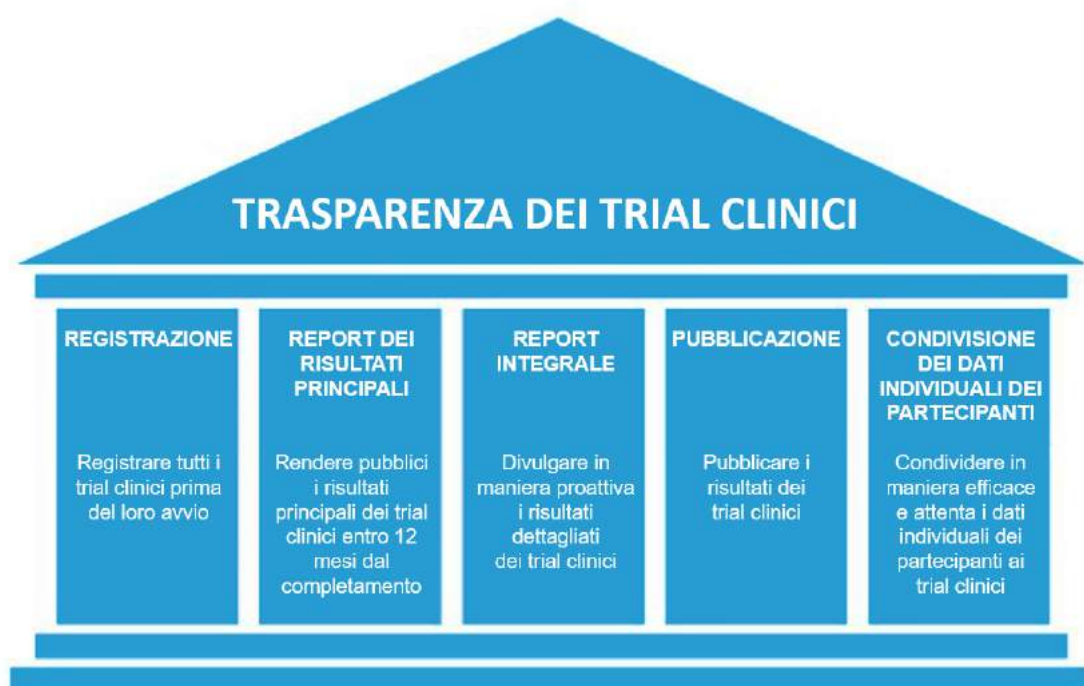 TRASPARENZA DEI TRIAL CLINICI
REGISTRAZIONE
Registrare tutti i
trial clinici prima
del loro avvio
REPORT DEI
RISULTATI
PRINCIPALI
Rendere pubblici
i risultati
principali dei trial
clinici entro 12
mesi dal
completamento
REPORT
INTEGRALE
Divulgare in
maniera proattiva
i risultati
dettagliati
dei trial clinici
PUBBLICAZIONE
Pubblicare i
risultati dei
trial clinici
CONDIVISIONE
DEI DATI
INDIVIDUALI DEI
PARTECIPANTI
Condividere in
maniera efficace
e attenta i dati
individuali dei
partecipanti ai
trial clinici